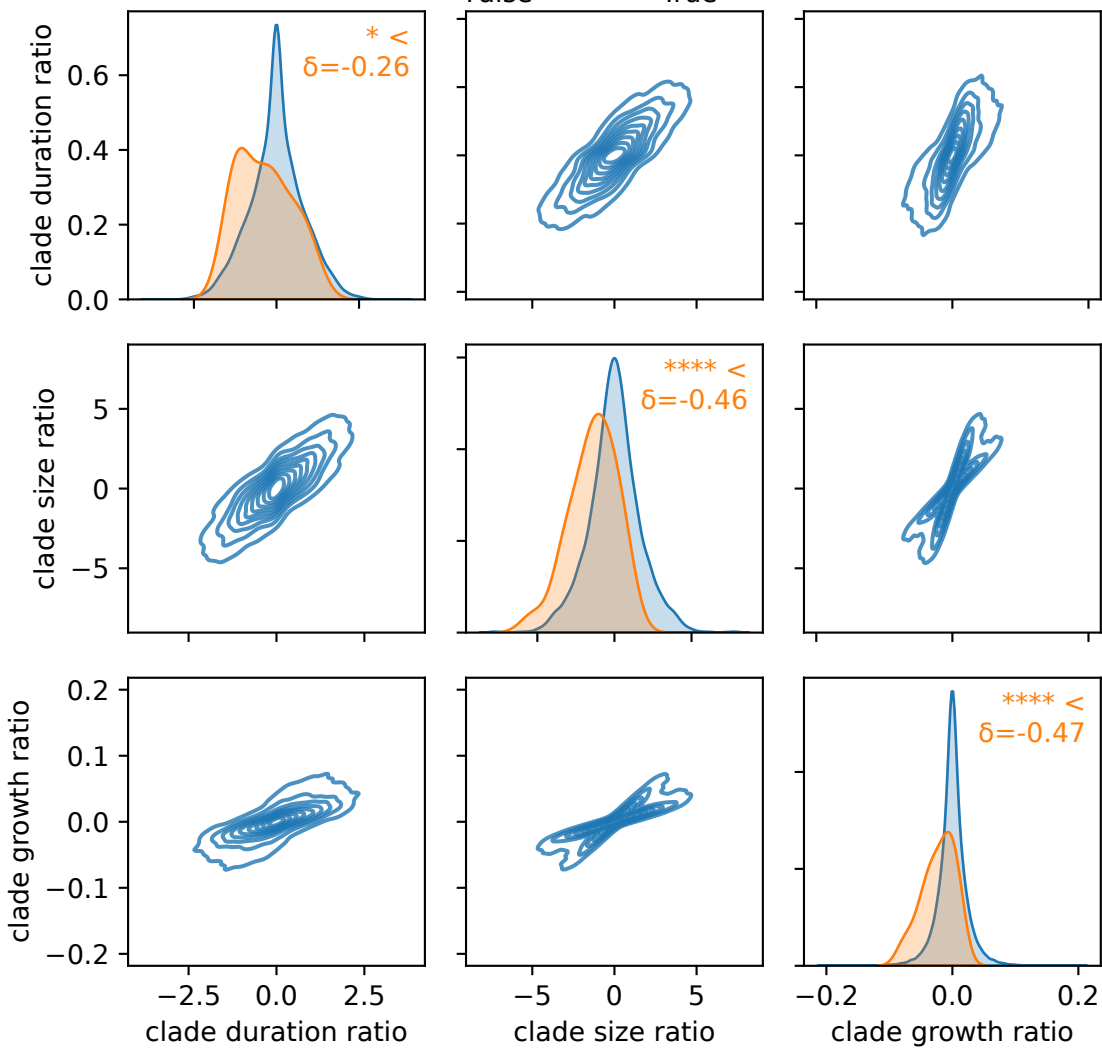 clade duration ratio
0.6
0.4
0.2
0.0
* <
δ=-0.26
clade size ratio
5
0
−5
**** <
δ=-0.46
clade growth ratio
0.2
0.1
0.0
−0.1
−0.2
**** <
δ=-0.47
−2.5 0.0 2.5
−5 0 5
−0.2 0.0 0.2
clade duration ratio
clade size ratio
clade growth ratio